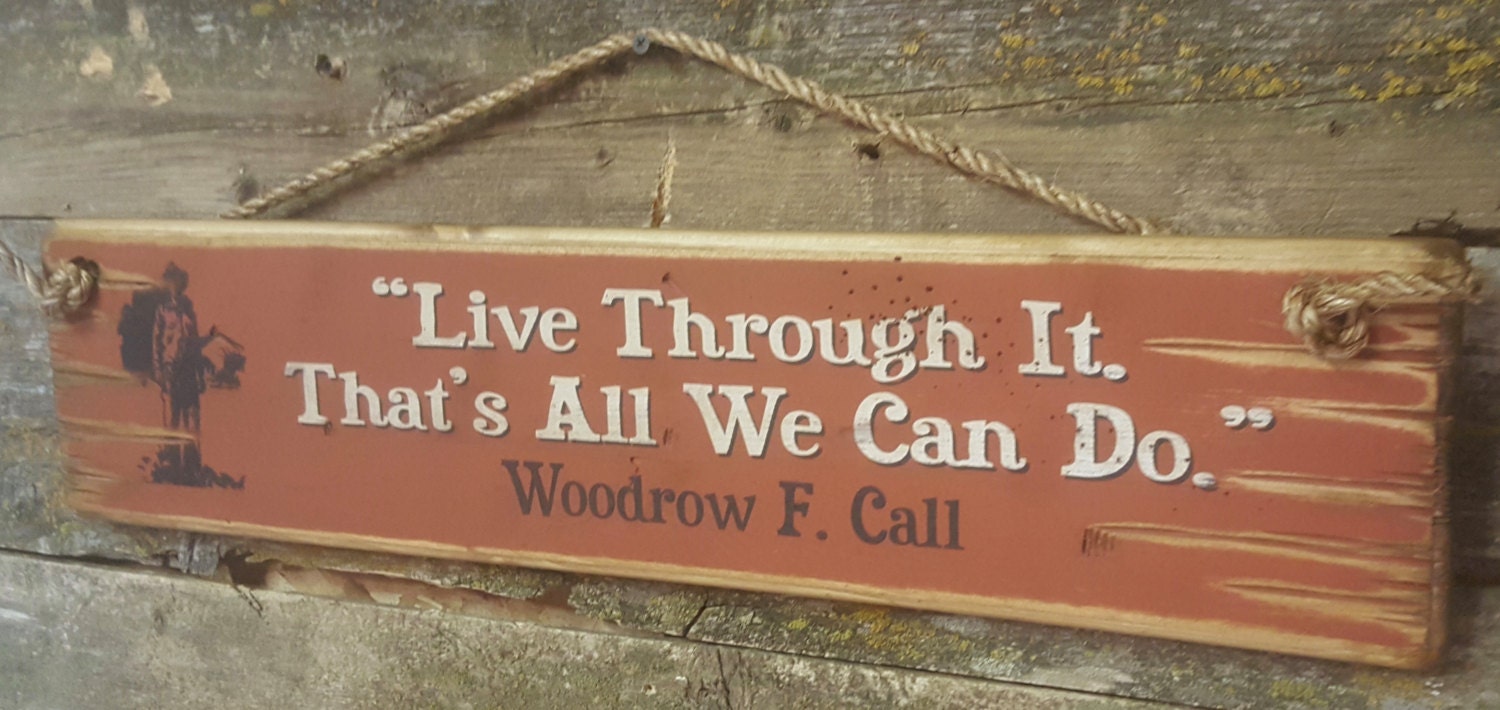 “Live Through It.
That's All We Can Do.”
Woodrow F. Call